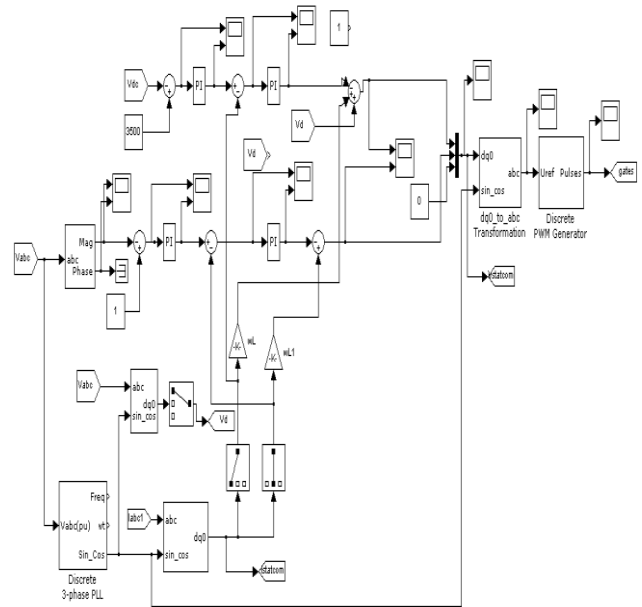 1
Vdc
PI
PI
3500
Vd
dq0
sin_cos
abc
dq0_to_abc
Transformation
Uref Pulses
Discrete
PWM Generator
gates
Vd
0
Vabc
abc
Mag
Phase
PI
PI
1
Vstatcom
-K-
wL
-K-
wL1
Vabc
abc
sin_cos
dq0
Vd
Freq
Vabc(pu)
wt
Sin_Cos
Discrete
3-phase PLL
Iabc1
abc
sin_cos
dq0
Istatcom